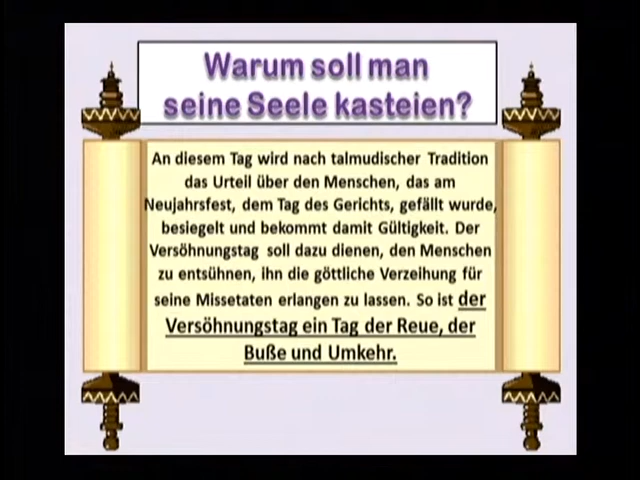 Warum soll man
seine Seele kasteien?
An diesem Tag wird nach talmudischer Tradition
das Urteil über den Menschen, das am
Neujahrsfest, dem Tag des Gerichts, gefällt wurde,
besiegelt und bekommt damit Gültigkeit. Der
Versöhnungstag soll dazu dienen, den Menschen
zu entsühnen, ihn die göttliche Verzeihung für
seine Missetaten erlangen zu lassen. So ist der
Versöhnungstag ein Tag der Reue, der
Buße und Umkehr.